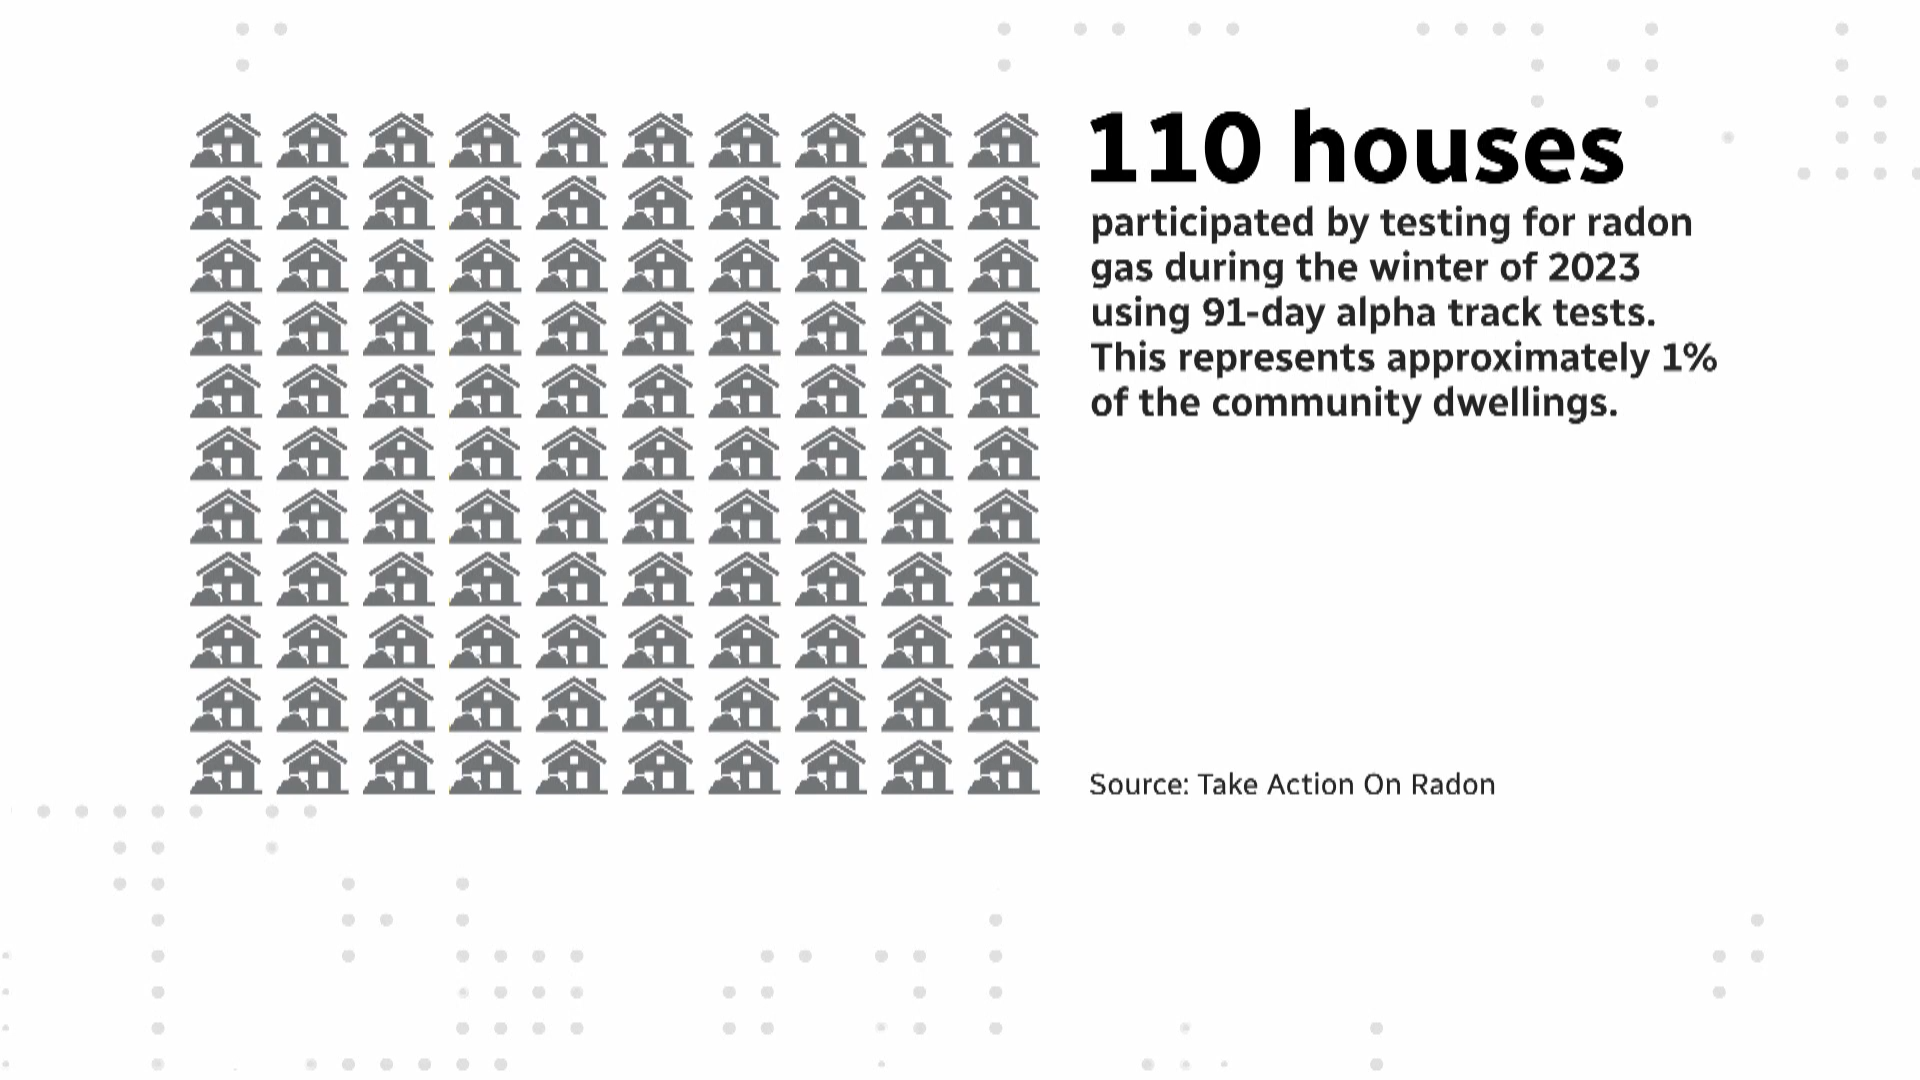 110 houses
participated by testing for radon
gas during the winter of 2023
using 91-day alpha track tests.
This represents approximately 1%
of the community dwellings.
Source: Take Action On Radon